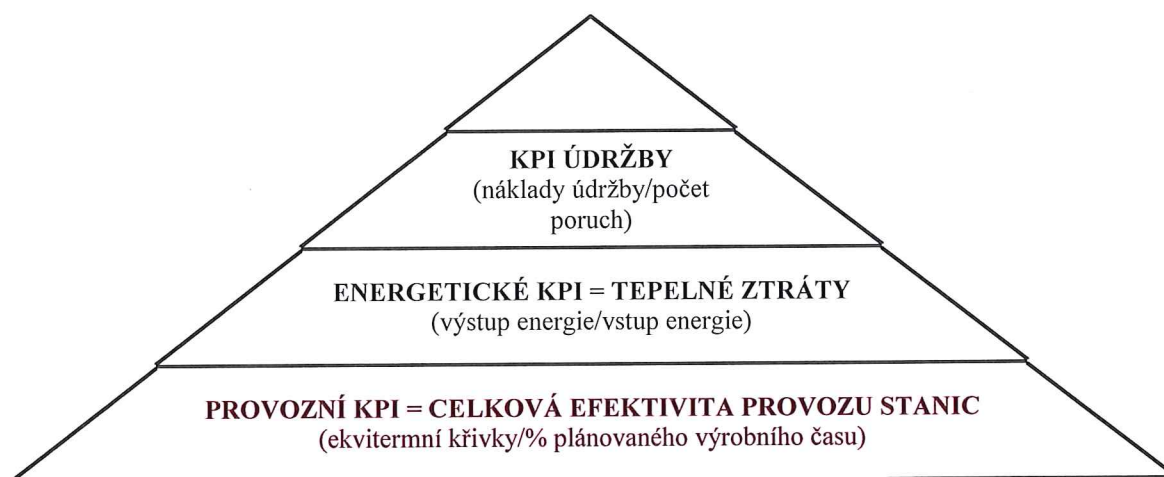 KPI ÚDRŽBY
(náklady údržby/počet
poruch)
ENERGETICKÉ KPI = TEPELNÉ ZTRÁTY
(výstup energie/vstup energie)
PROVOZNÍ KPI = CELKOVÁ EFEKTIVITA PROVOZU STANIC
(ekvitermní křivky/% plánovaného výrobního času)